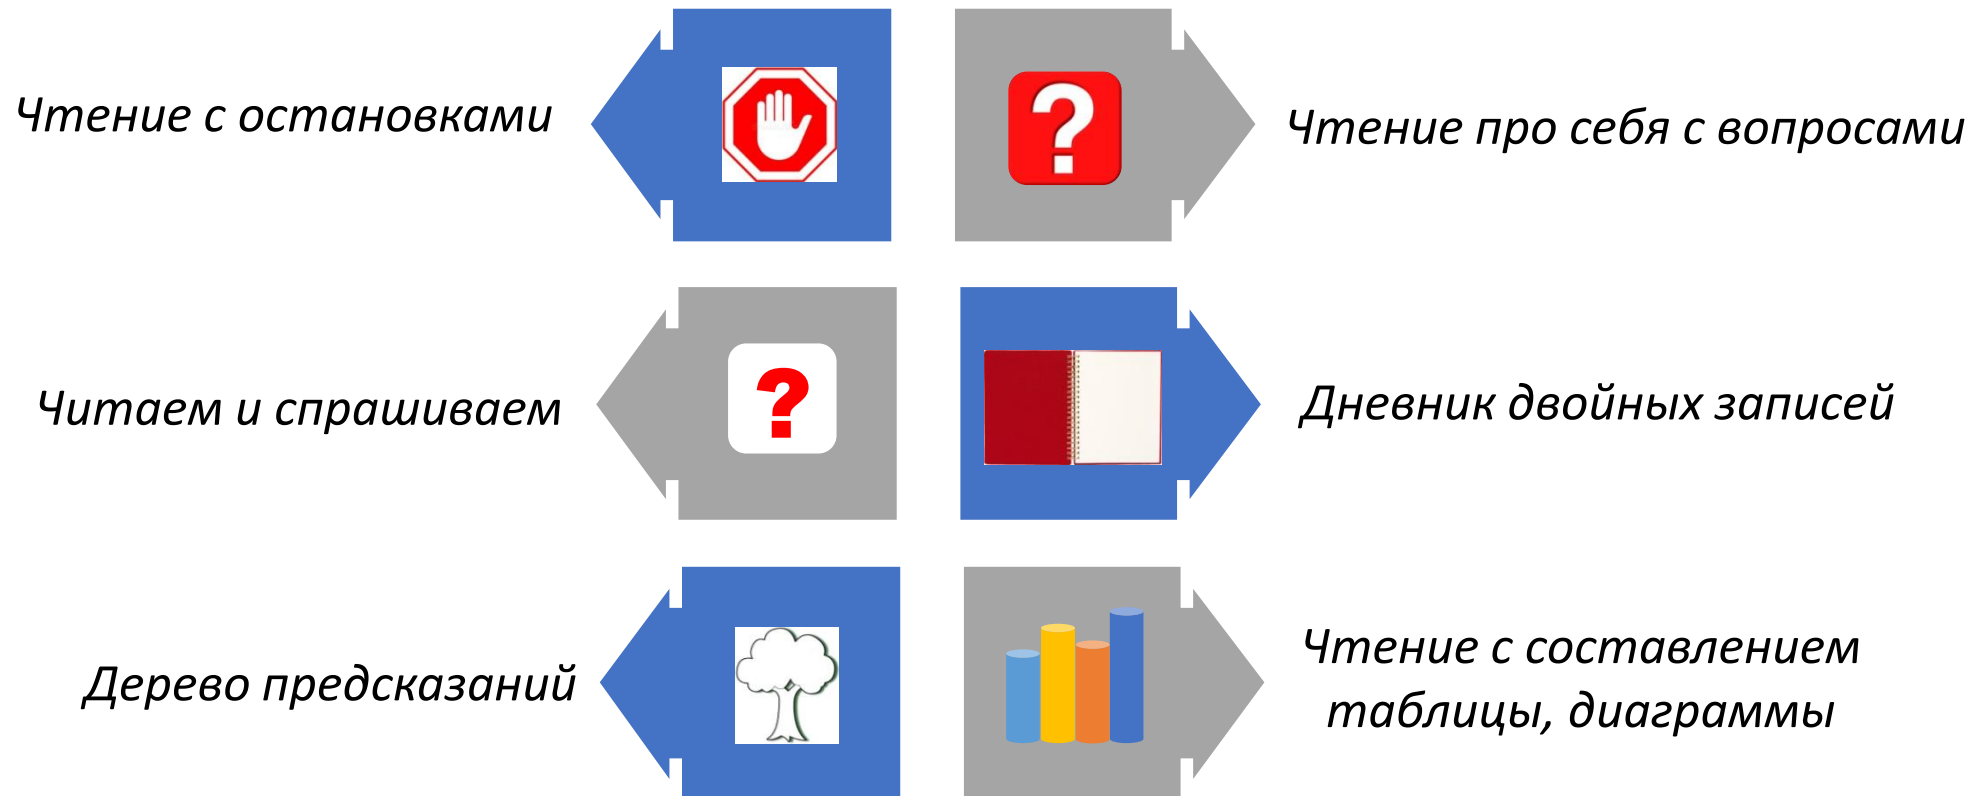 Чтение с остановками
Чтение про себя с вопросами
Читаем и спрашиваем
Дневник двойных записей
Дерево предсказаний
Чтение с составлением
таблицы, диаграммы